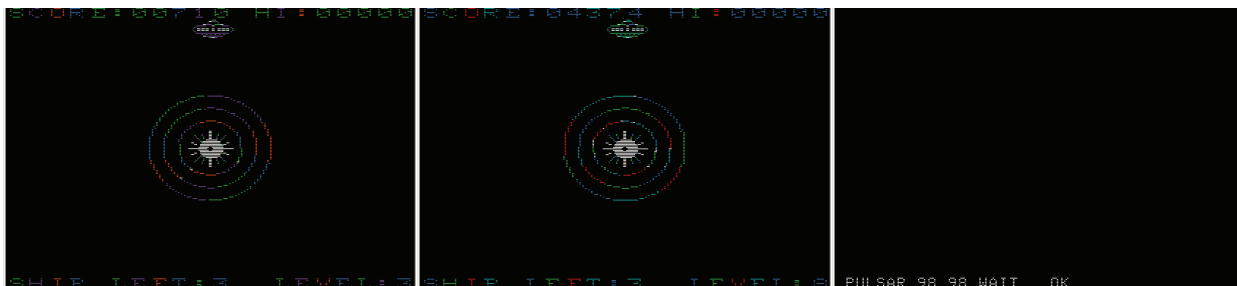 SCORE:00710 HI:00000
SHIP LEFT:3 LEVEL:3
SCORE:04374 HI:00000
SHIP LEFT:3 LEVEL:
PULSAR 98 98 WAIT OK